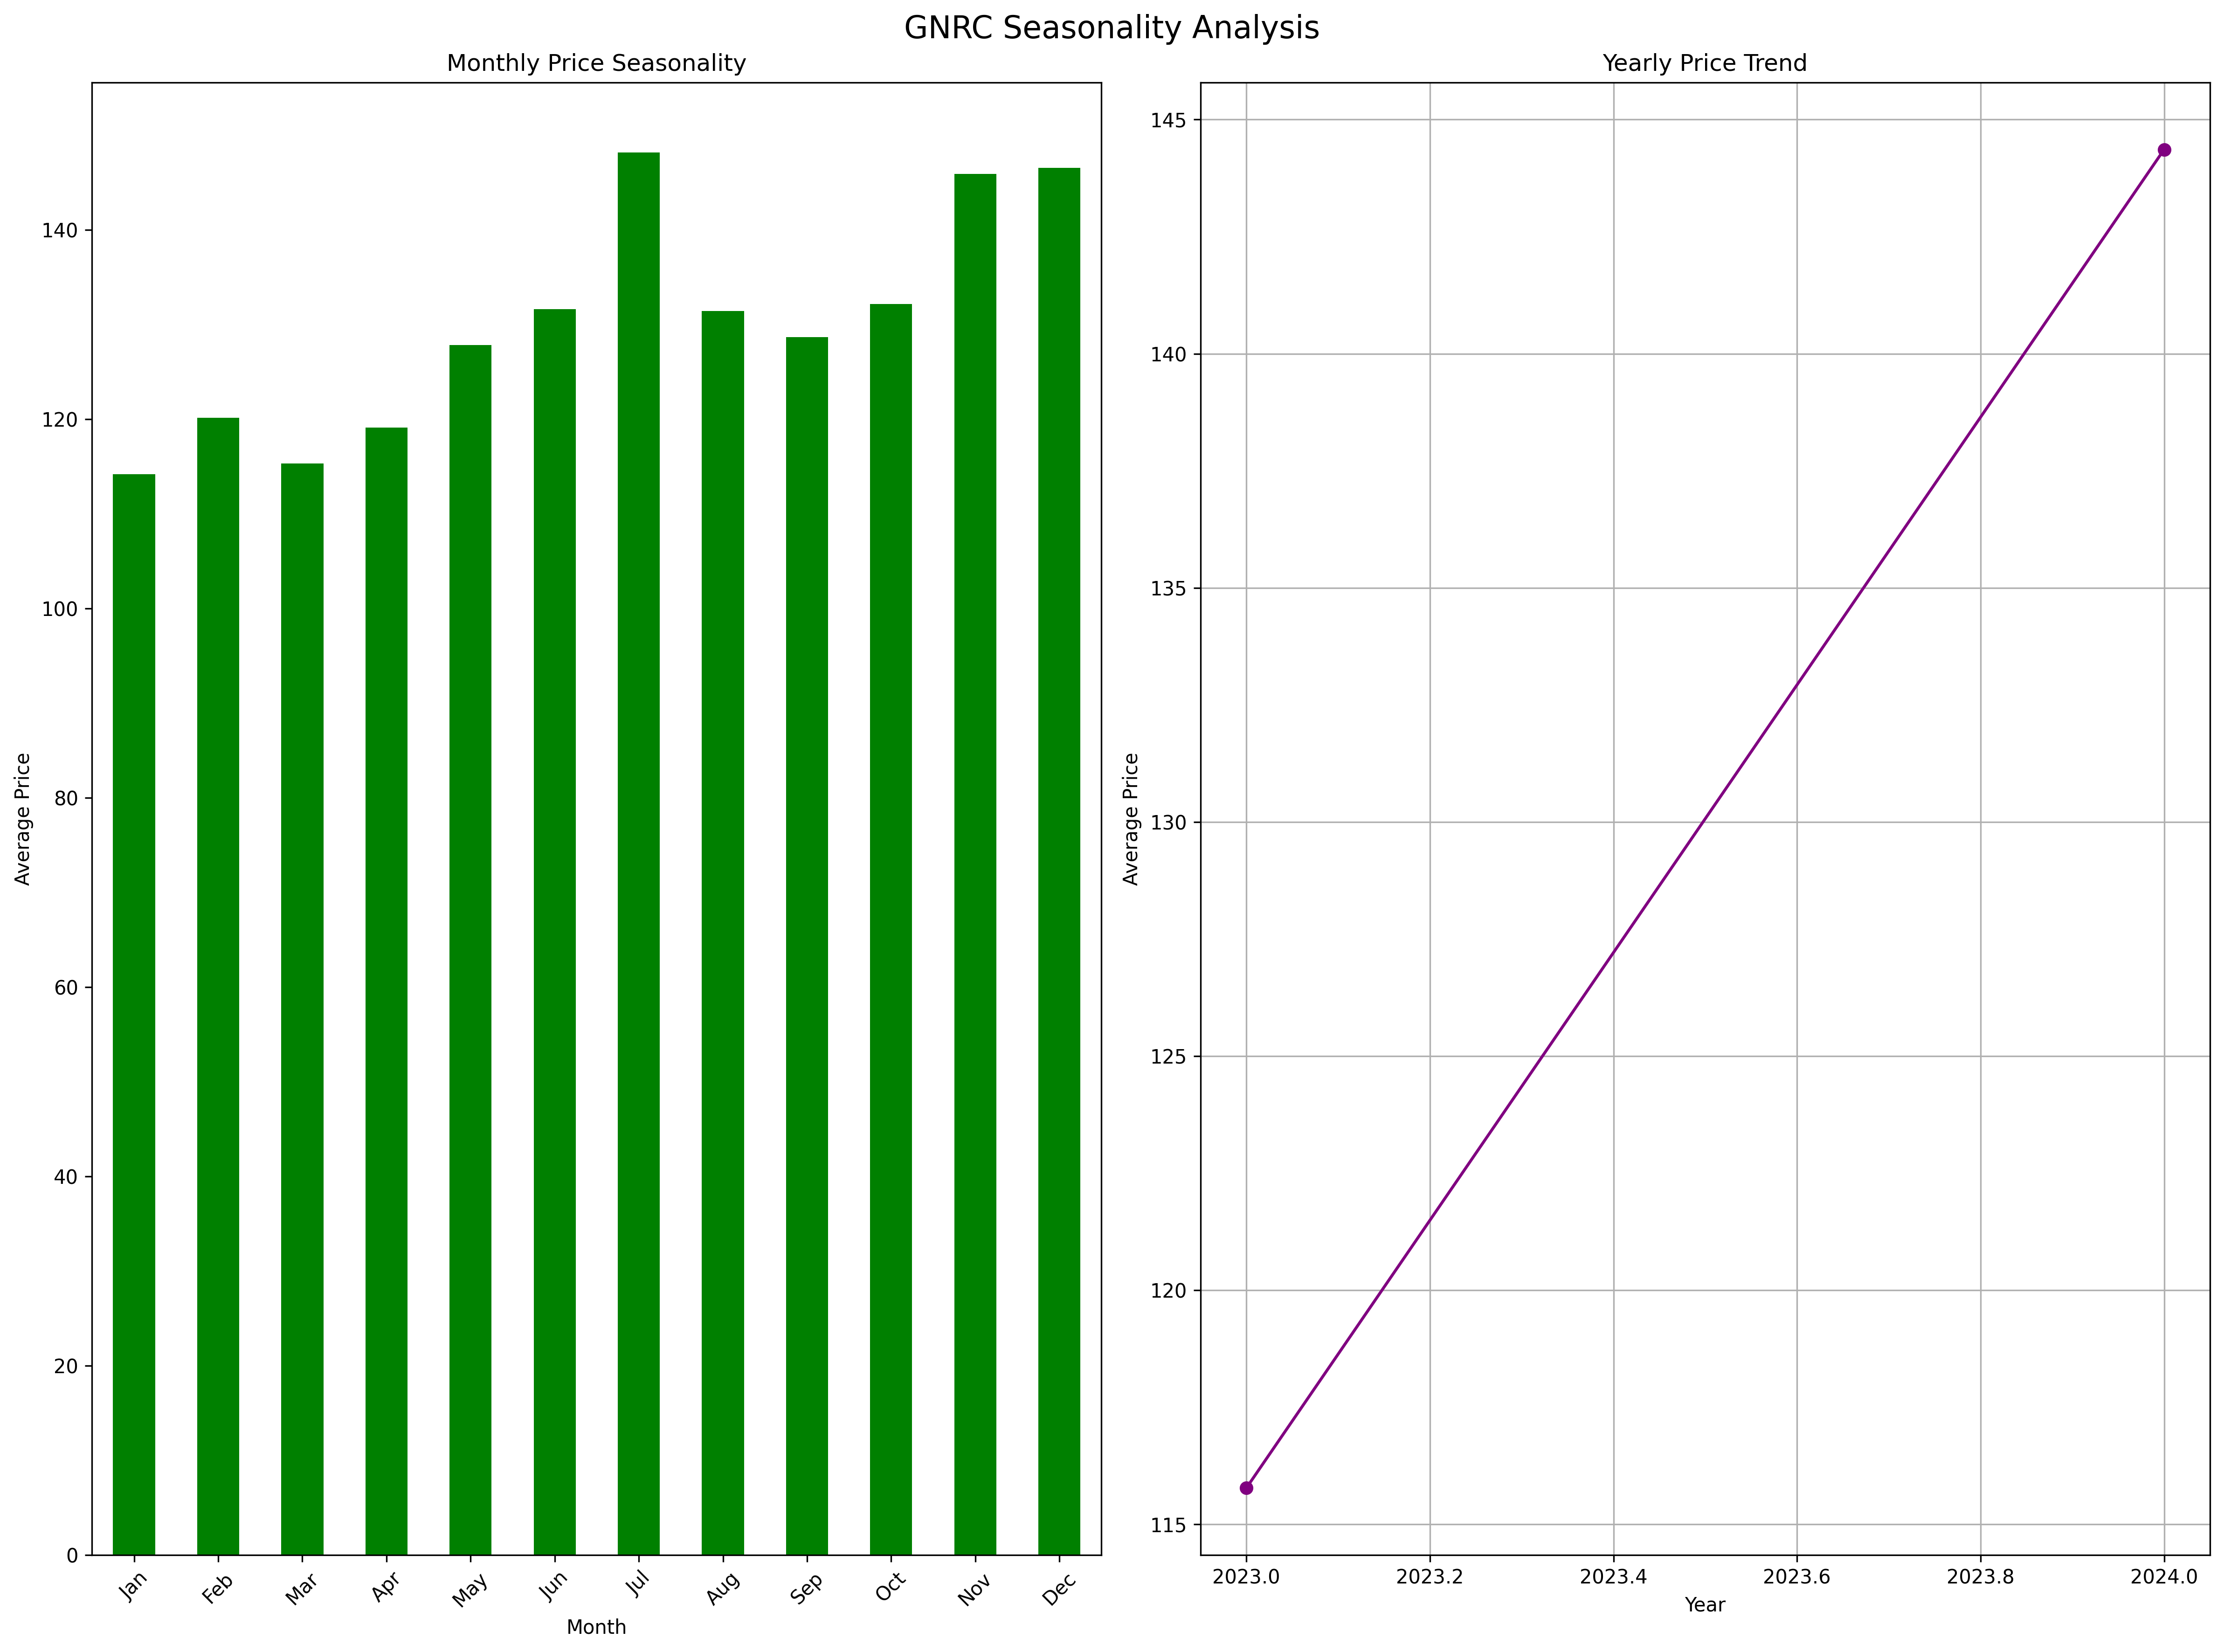 GNRC Seasonality Analysis
Monthly Price Seasonality
Average Price
140
120
100
80
60
40
20
0
Jan Feb Mar Apr May Jun Jul Aug Sep Oct Nov Dec
Month
Yearly Price Trend
Average Price
145
140
135
130
125
120
115
2023.0 2023.2 2023.4 2023.6 2023.8 2024.0
Year